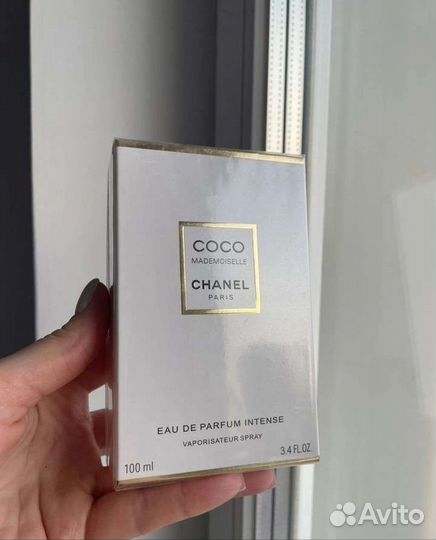 COCO
MADEMOISELLE
CHANEL
PARIS
EAU DE PARFUM INTENSE
VAPORISATEUR SPRAY
100 ml
3.4 FL.OZ.
Avito